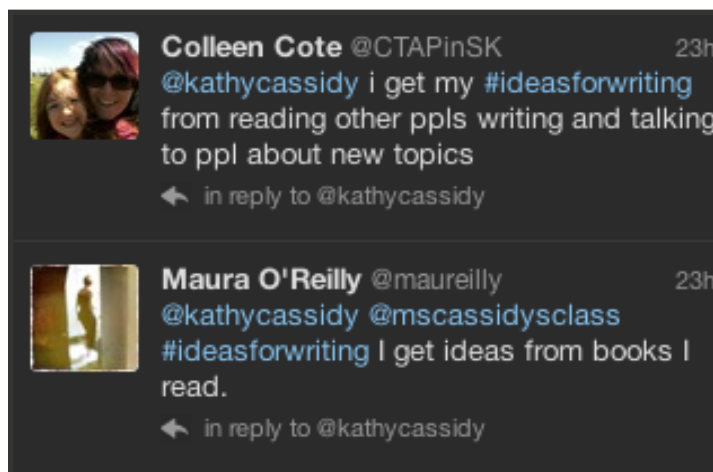 Colleen Cote @CTAPinSK 23h
@kathycassidy i get my #ideasforwriting
from reading other ppls writing and talking
to ppl about new topics
in reply to @kathycassidy
Maura O'Reilly @maureilly 23h
@kathycassidy @mscassidysclass
#ideasforwriting I get ideas from books I
read.
in reply to @kathycassidy